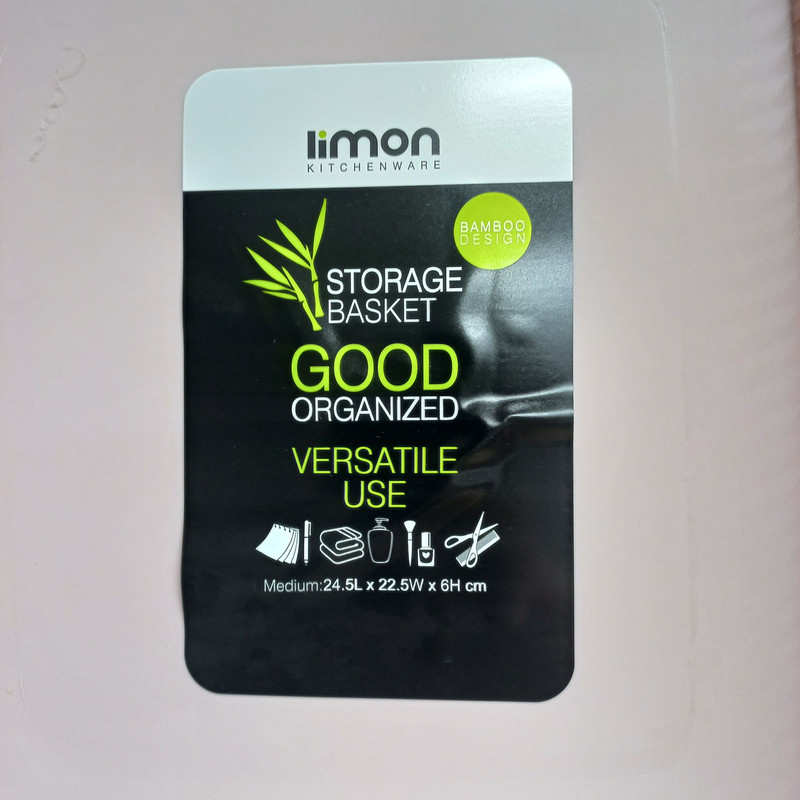 limon
KITCHENWARE
BAMBOO
DESIGN
STORAGE
BASKET
GOOD
ORGANIZED
VERSATILE
USE
Medium:24.5L x 22.5W x 6H cm